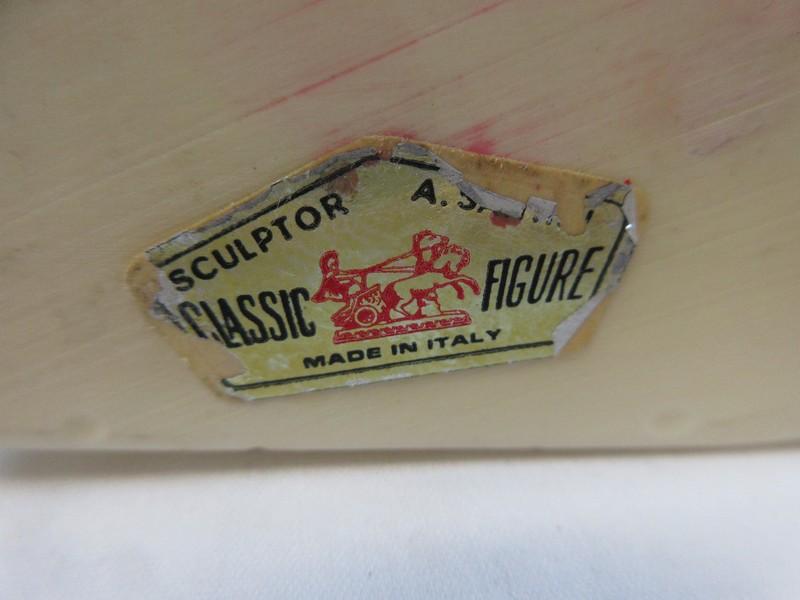 SCULPTOR A.
CLASSIC FIGURE
MADE IN ITALY